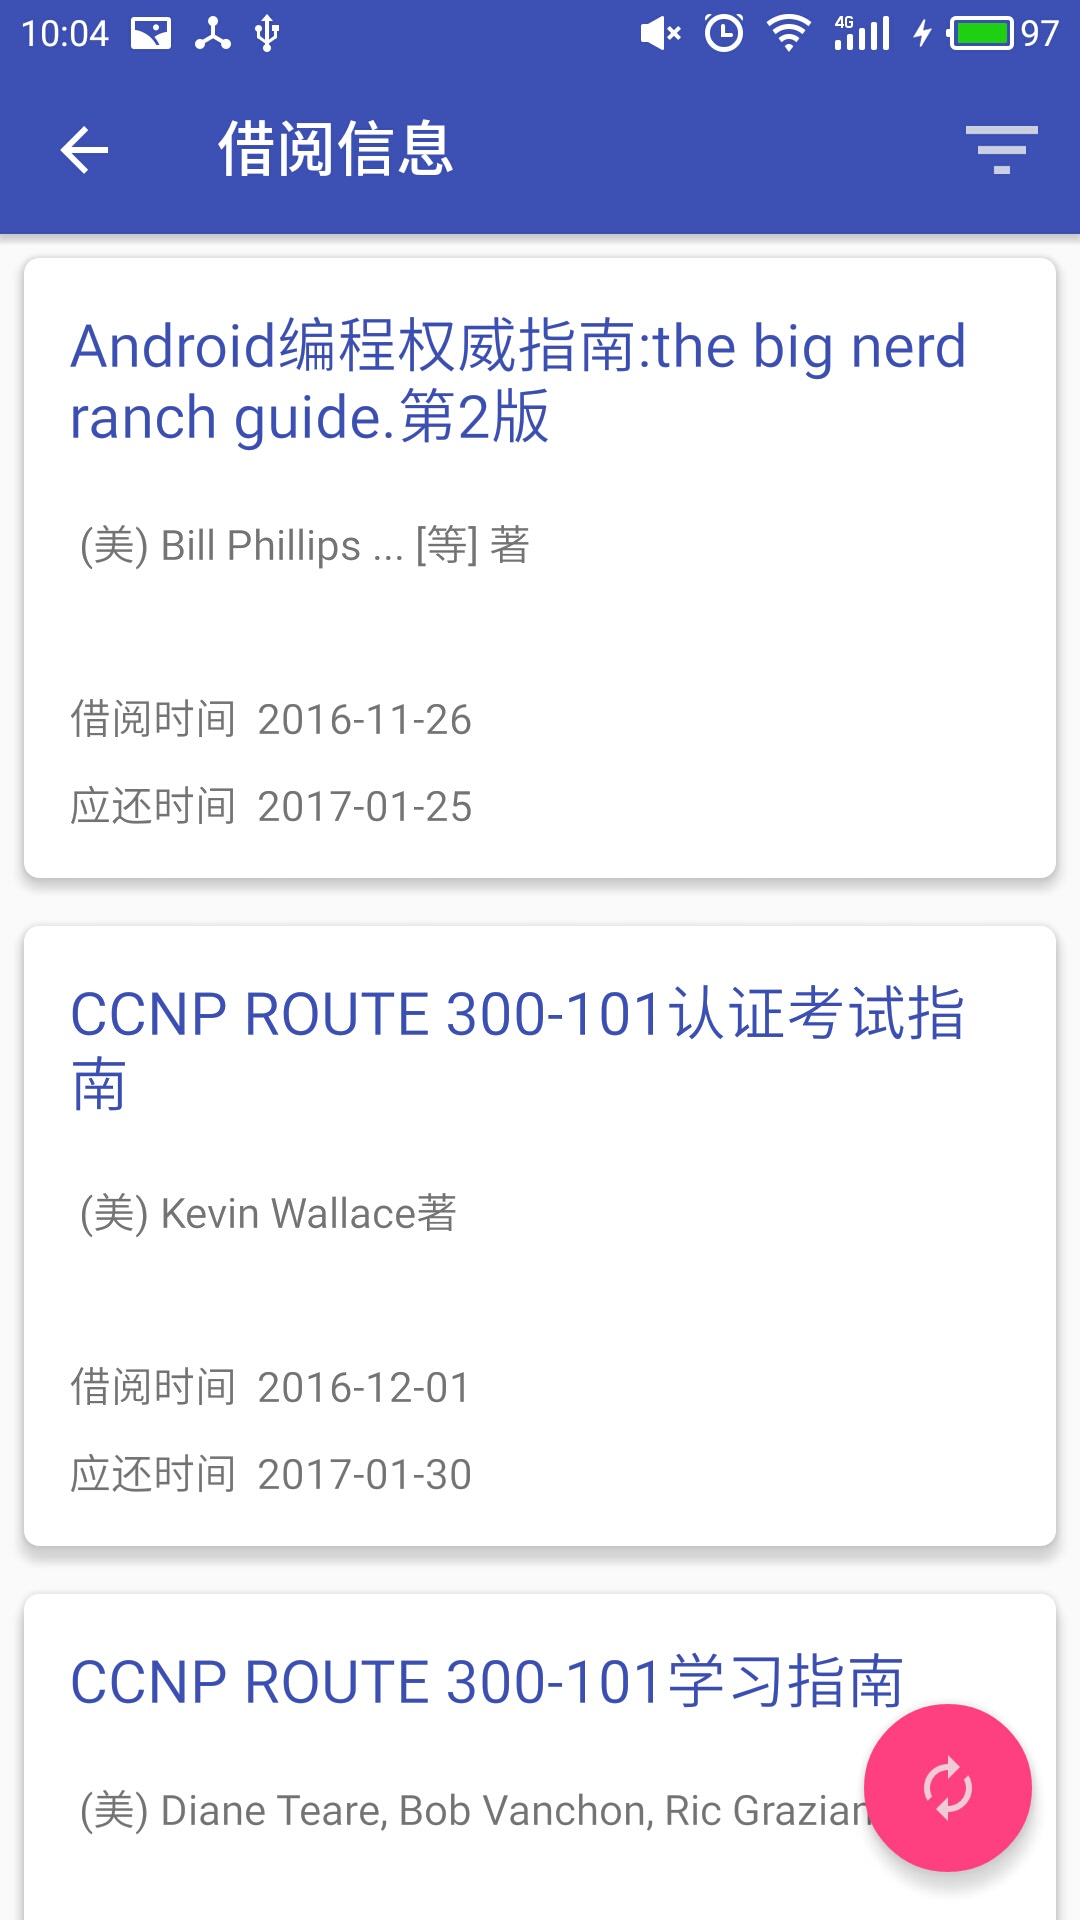 10:04 4G 97
借阅信息
Android编程权威指南:the big nerd
ranch guide.第2版
(美) Bill Phillips ... [等] 著
借阅时间 2016-11-26
应还时间 2017-01-25
CCNP ROUTE 300-101认证考试指
南
(美) Kevin Wallace著
借阅时间 2016-12-01
应还时间 2017-01-30
CCNP ROUTE 300-101学习指南
(美) Diane Teare, Bob Vanchon, Ric Grazian